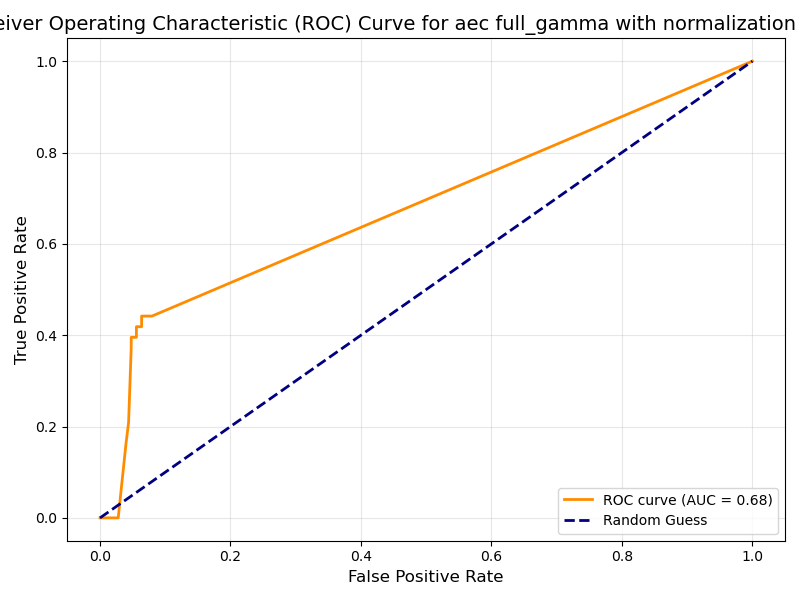 eiver Operating Characteristic (ROC) Curve for aec full_gamma with normalization
1.0
0.8
0.6
0.4
0.2
0.0
True Positive Rate
0.0 0.2 0.4 0.6 0.8 1.0
False Positive Rate
ROC curve (AUC = 0.68)
Random Guess